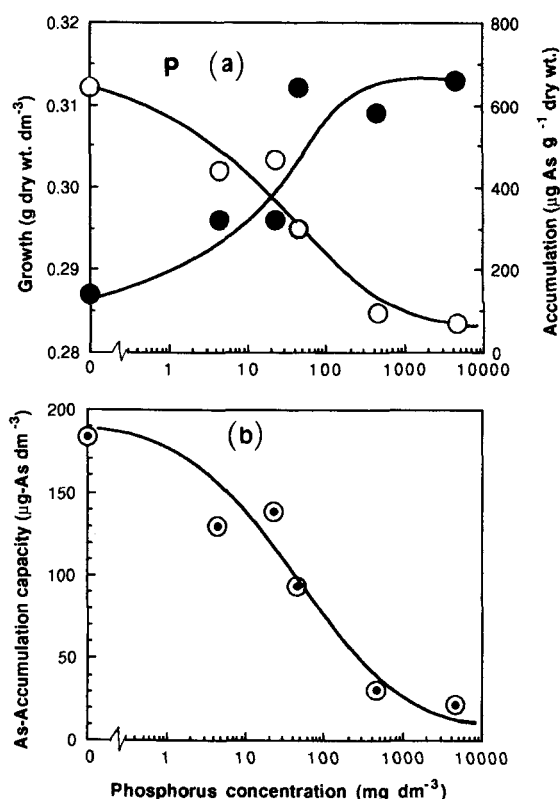 P (a)
Growth (g dry wt. dm⁻³)
0.32
0.31
0.30
0.29
0.28
800
600
400
200
0
Accumulation (µg As g ⁻¹ dry wt.)
0 1 10 100 1000 10000
(b)
As-Accumulation capacity (µg-As dm⁻³)
200
150
100
50
0
0 1 10 100 1000 10000
Phosphorus concentration (mg dm⁻³)